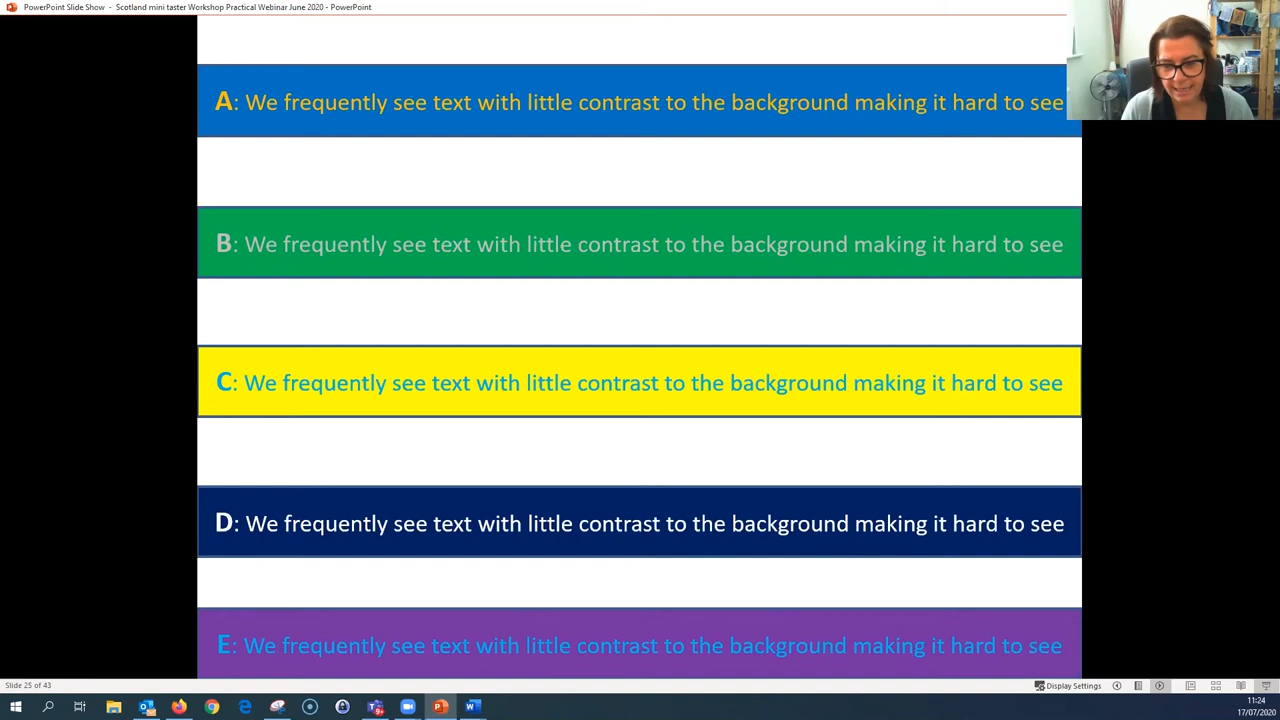 PowerPoint Slide Show - Scotland mini taster Workshop Practical Webinar June 2020 - PowerPoint
A: We frequently see text with little contrast to the background making it hard to see
B: We frequently see text with little contrast to the background making it hard to see
C: We frequently see text with little contrast to the background making it hard to see
D: We frequently see text with little contrast to the background making it hard to see
E: We frequently see text with little contrast to the background making it hard to see
Slide 25 of 43
Display Settings
11:24
17/07/2020